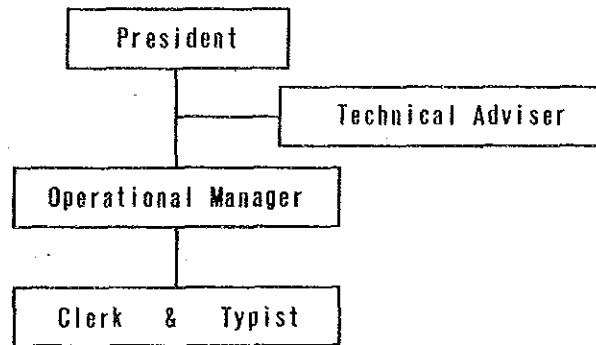 President
Technical Adviser
Operational Manager
Clerk & Typist